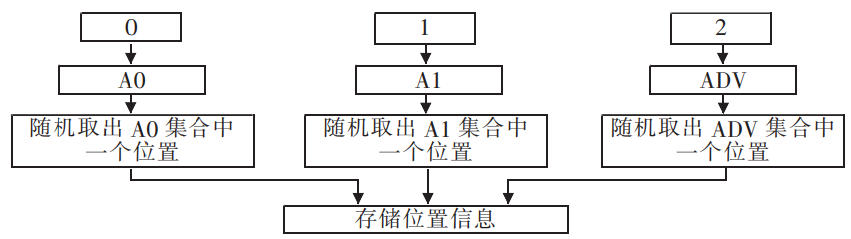 0
1
2
A0
A1
ADV
随机取出 A0 集合中
一个位置
随机取出 A1 集合中
一个位置
随机取出 ADV 集合中
一个位置
存储位置信息